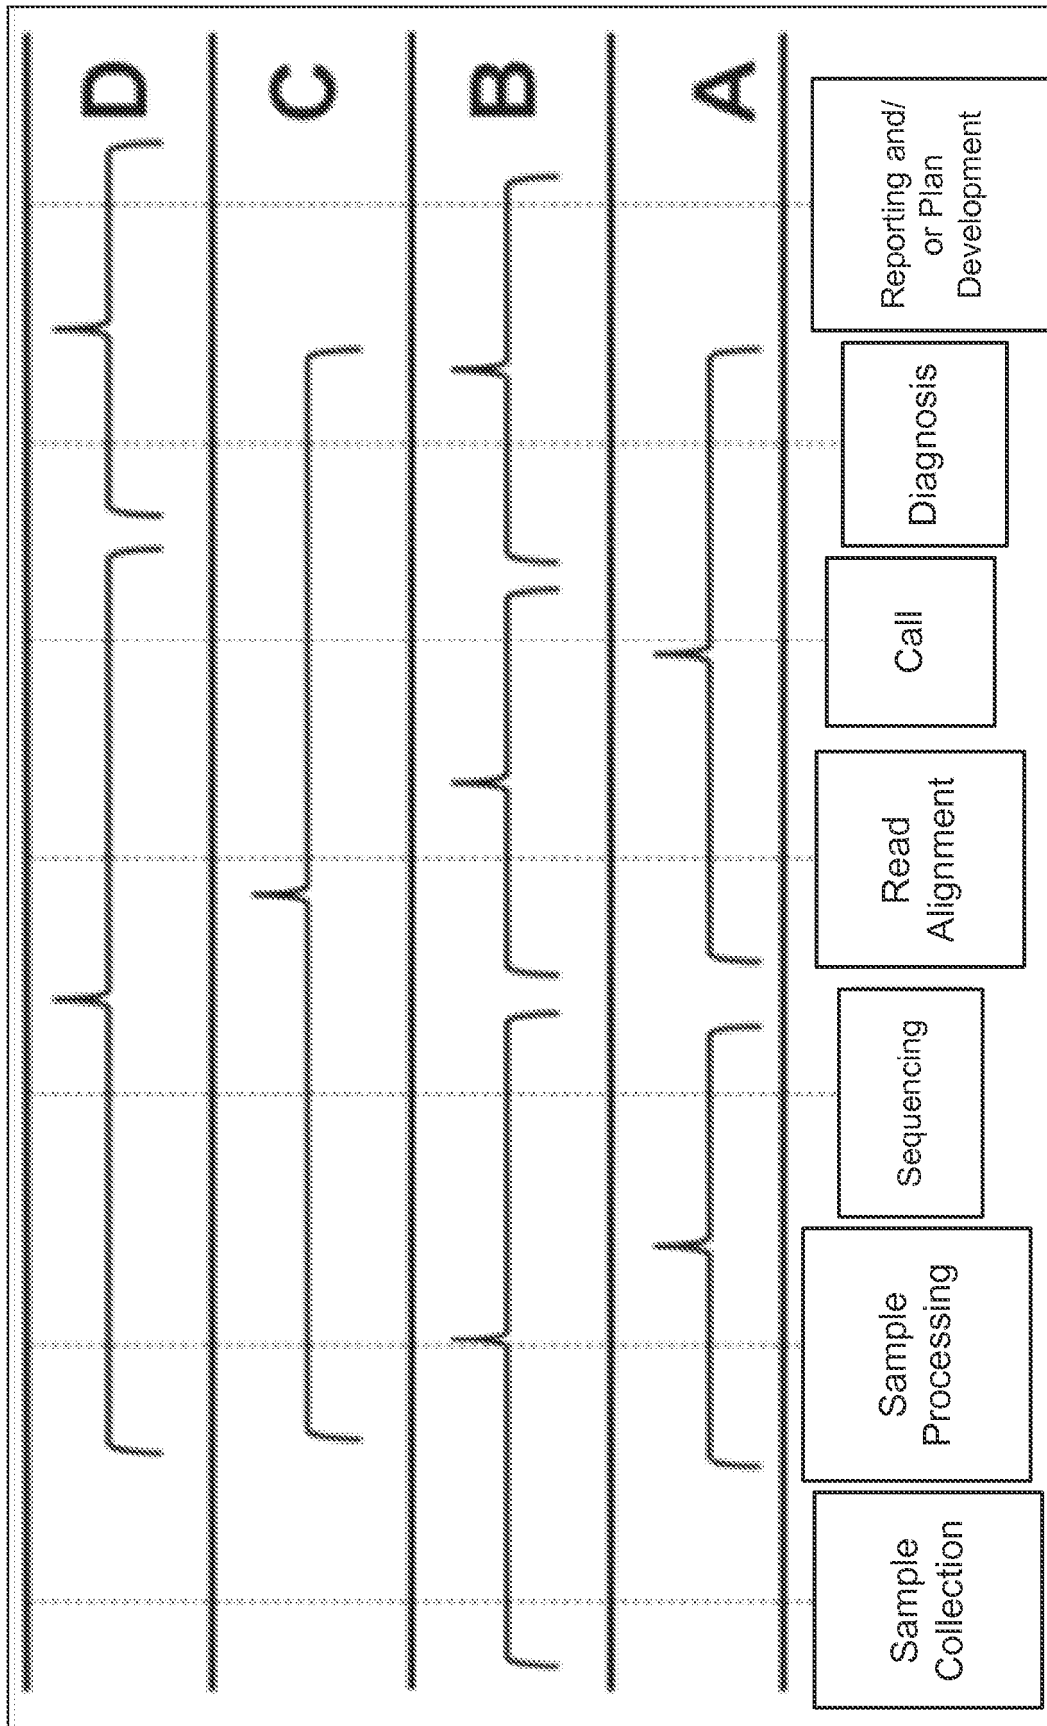 D
C
B
A
Sample
Collection
Sample
Processing
Sequencing
Read
Alignment
Call
Diagnosis
Reporting and/
or Plan
Development